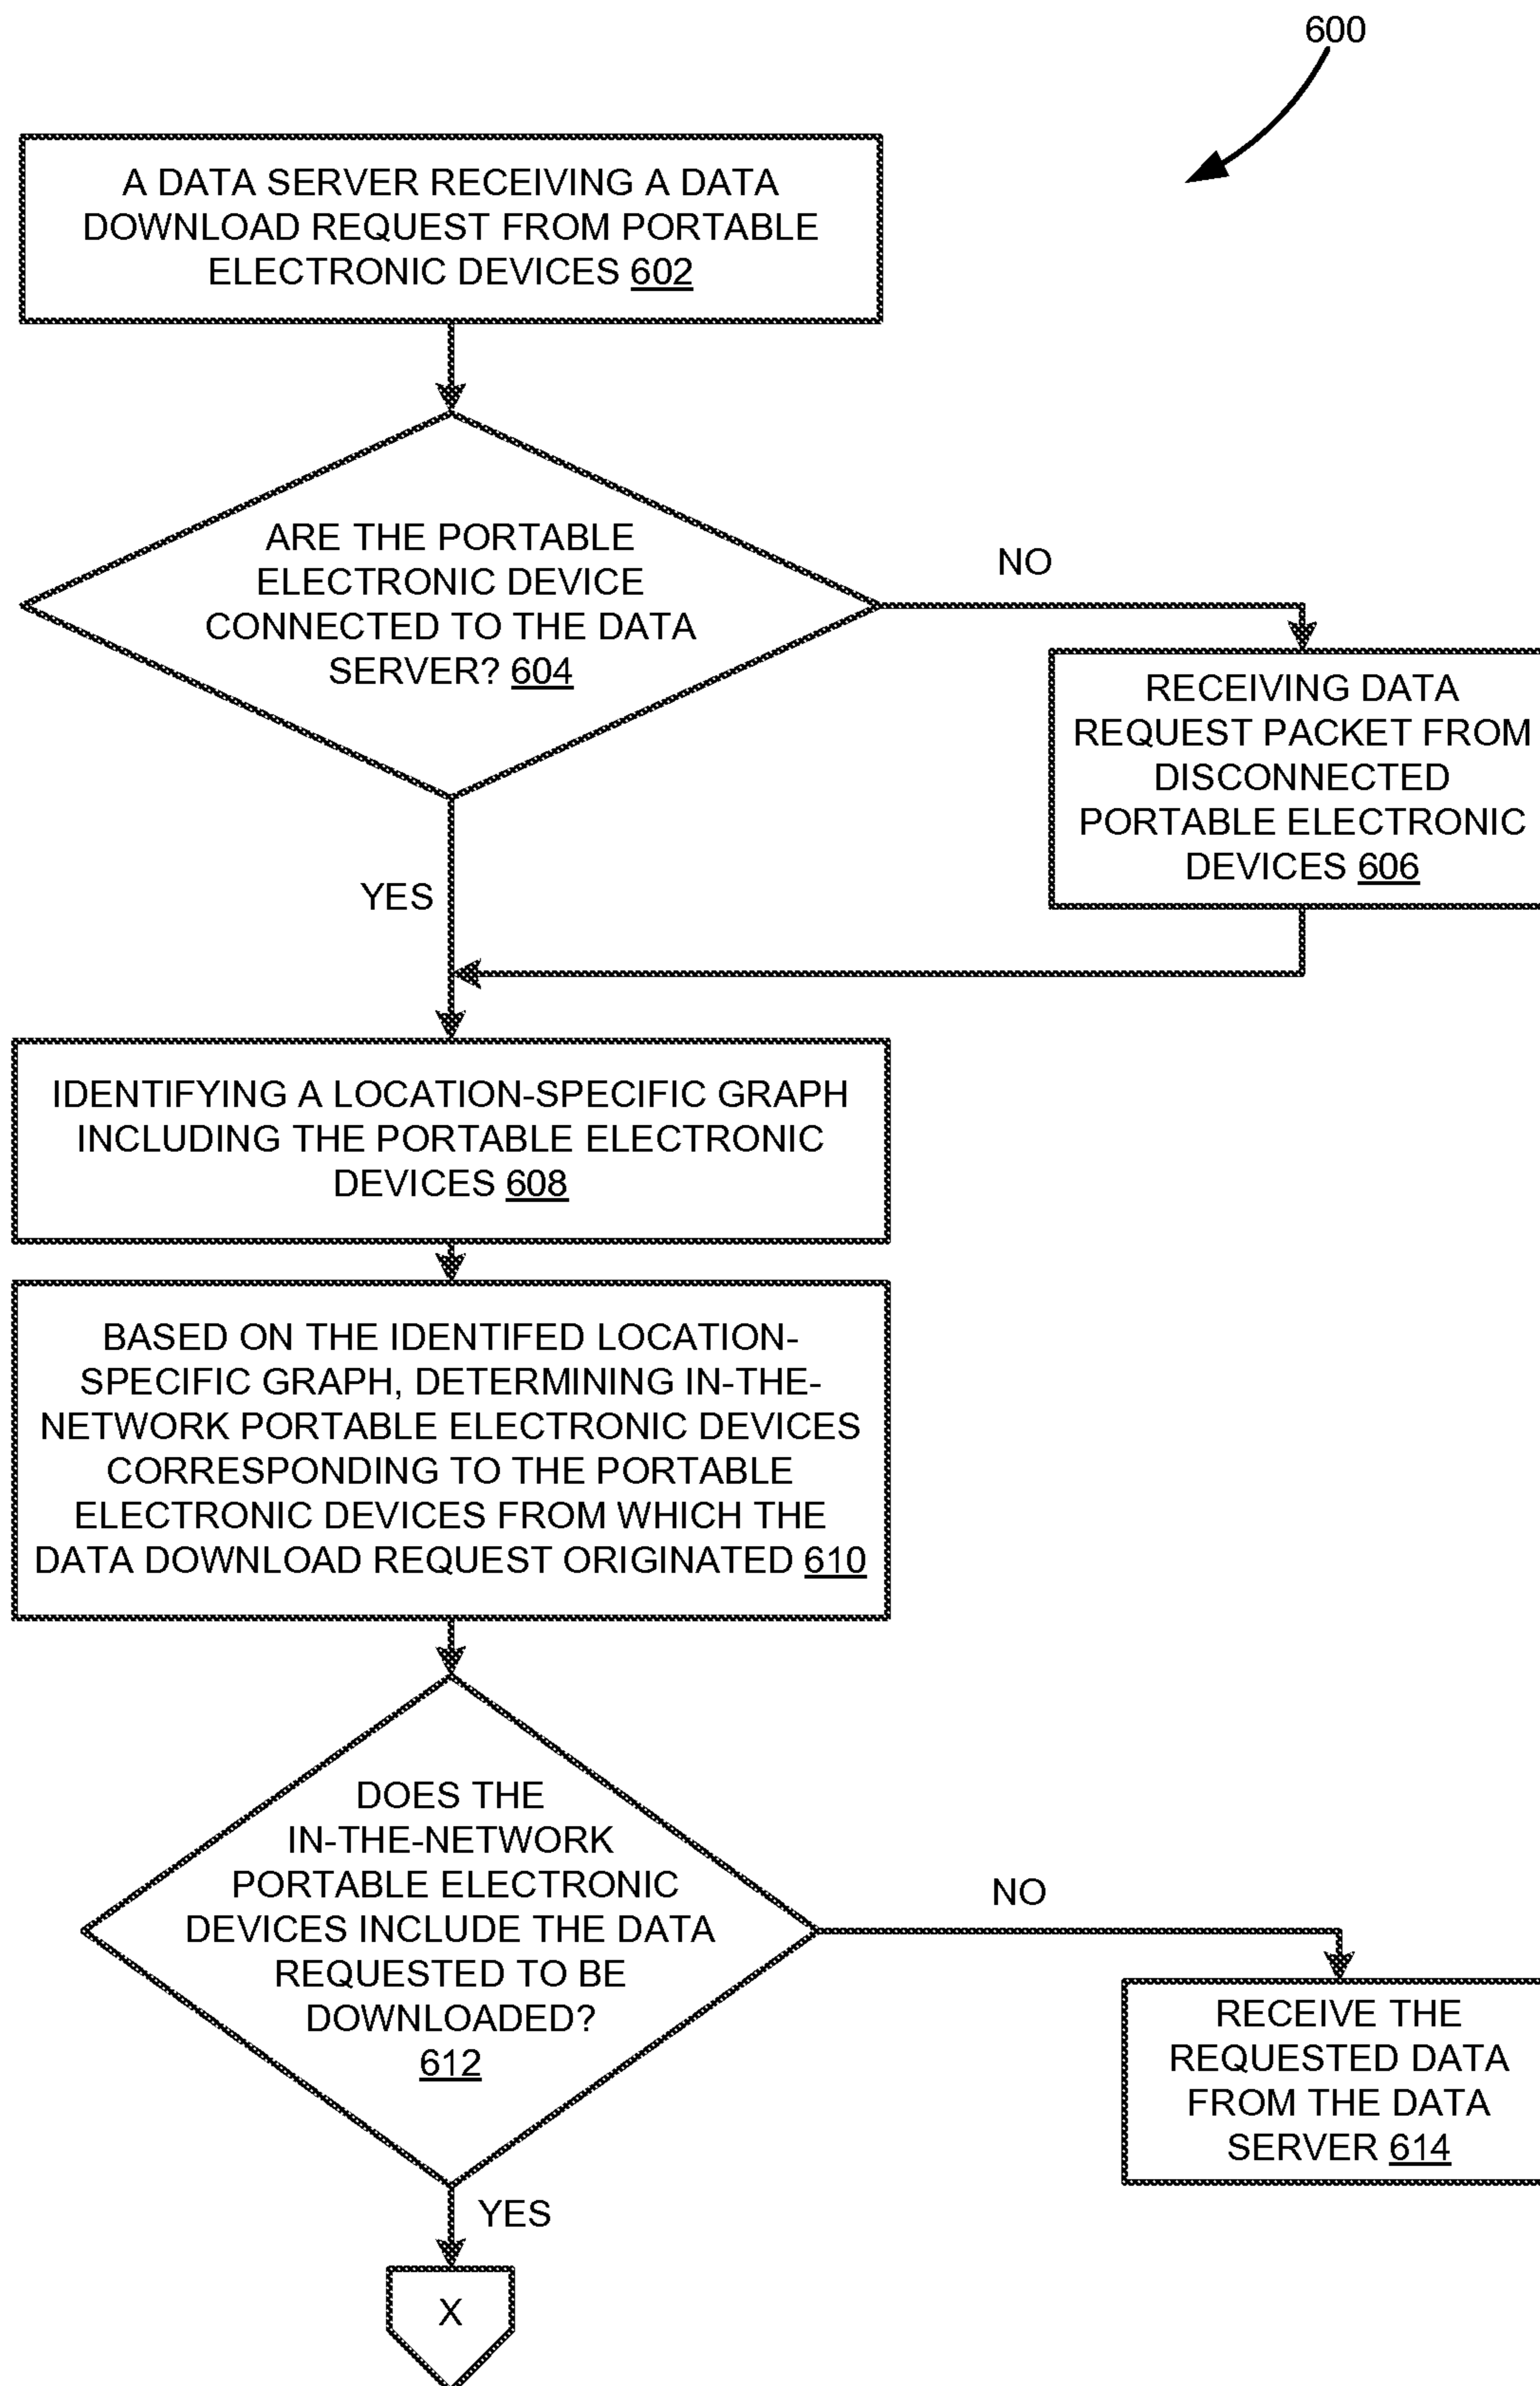 600
A DATA SERVER RECEIVING A DATA
DOWNLOAD REQUEST FROM PORTABLE
ELECTRONIC DEVICES 602
ARE THE PORTABLE
ELECTRONIC DEVICE
CONNECTED TO THE DATA
SERVER? 604
NO
RECEIVING DATA
REQUEST PACKET FROM
DISCONNECTED
PORTABLE ELECTRONIC
DEVICES 606
YES
IDENTIFYING A LOCATION-SPECIFIC GRAPH
INCLUDING THE PORTABLE ELECTRONIC
DEVICES 608
BASED ON THE IDENTIFED LOCATION-
SPECIFIC GRAPH, DETERMINING IN-THE-
NETWORK PORTABLE ELECTRONIC DEVICES
CORRESPONDING TO THE PORTABLE
ELECTRONIC DEVICES FROM WHICH THE
DATA DOWNLOAD REQUEST ORIGINATED 610
DOES THE
IN-THE-NETWORK
PORTABLE ELECTRONIC
DEVICES INCLUDE THE DATA
REQUESTED TO BE
DOWNLOADED?
612
NO
RECEIVE THE
REQUESTED DATA
FROM THE DATA
SERVER 614
YES
X